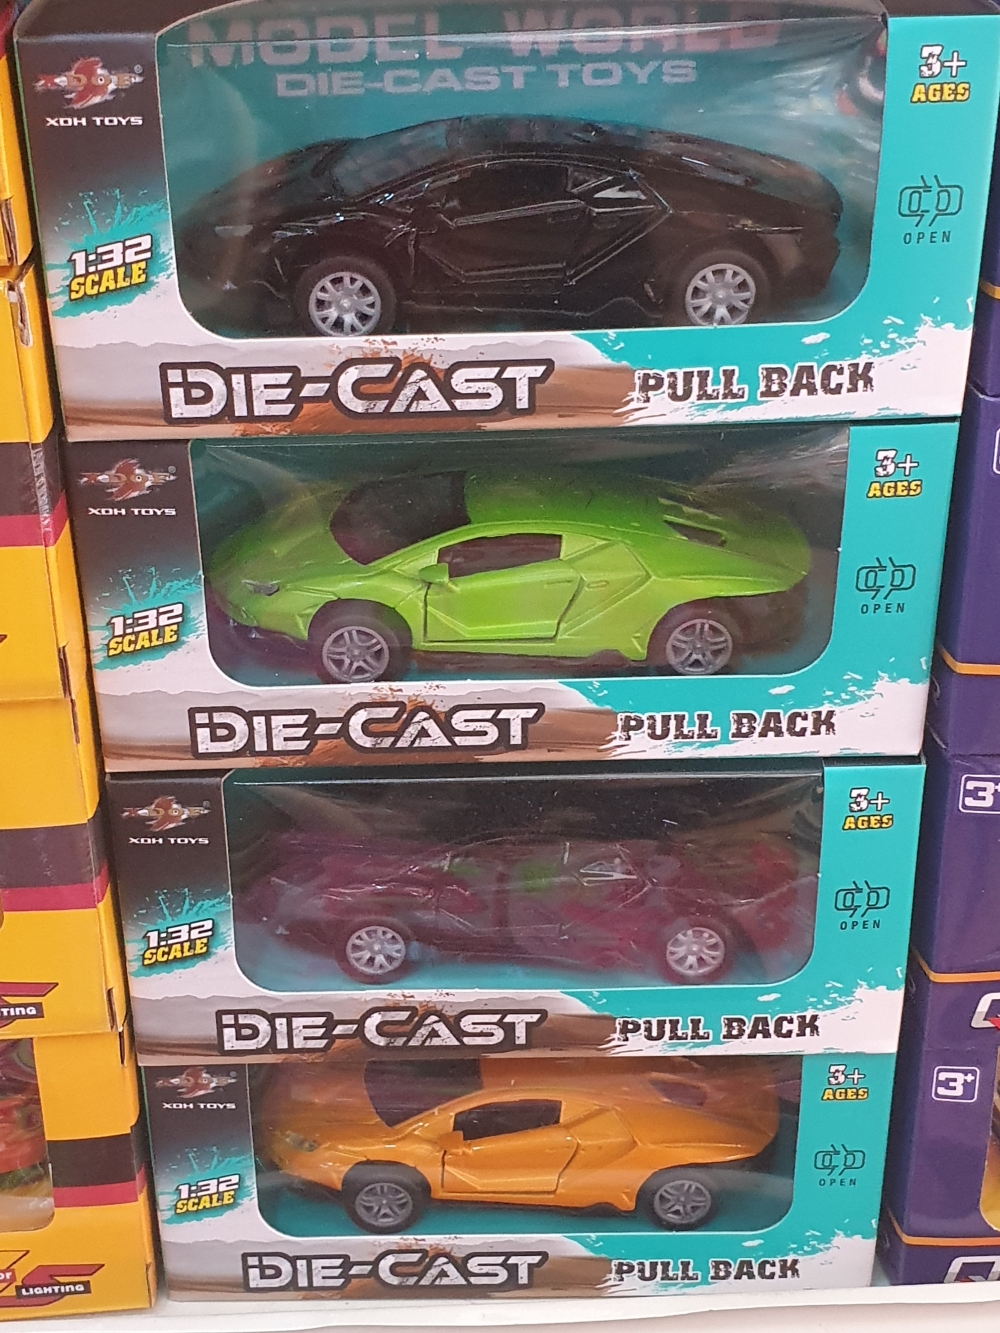 MODEL WORLD
DIE-CAST TOYS
XDH TOYS
3+
AGES
OPEN
1:32
SCALE
DIE-CAST
PULL BACK
XDH TOYS
3+
AGES
OPEN
1:32
SCALE
DIE-CAST
PULL BACK
XDH TOYS
3+
AGES
OPEN
1:32
SCALE
DIE-CAST
PULL BACK
XDH TOYS
3+
AGES
OPEN
1:32
SCALE
DIE-CAST
PULL BACK
TING
LIGHTING
3+
3+